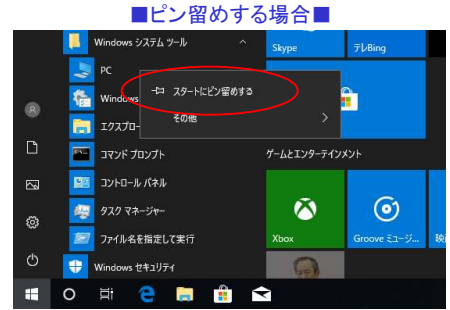 ■ピン留めする場合■
Windows システム ツール
Skype
テレBing
PC
スタートにピン留めする
Windows
その他
エクスプロ-
コマンド プロンプト
ゲームとエンターテインメント
コントロール パネル
タスク マネージャー
ファイル名を指定して実行
Xbox
Groove ミュージ...
映
Windows セキュリティ